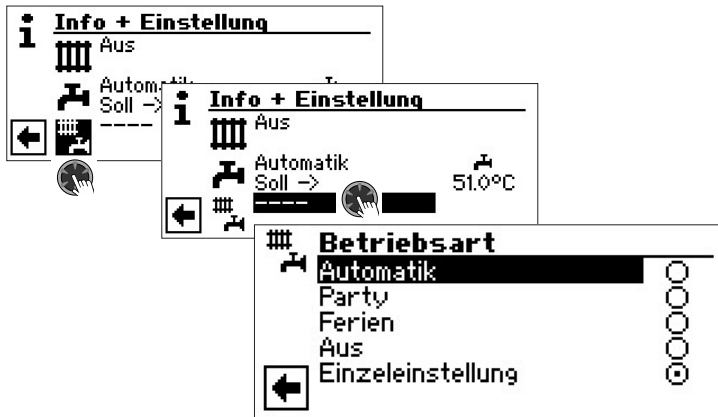 Info + Einstellung
Aus
Automatik
Soll ->
----
Info + Einstellung
Aus
Automatik
Soll -> 51.0°C
-----
Betriebsart
Automatik
Party
Ferien
Aus
Einzeleinstellung